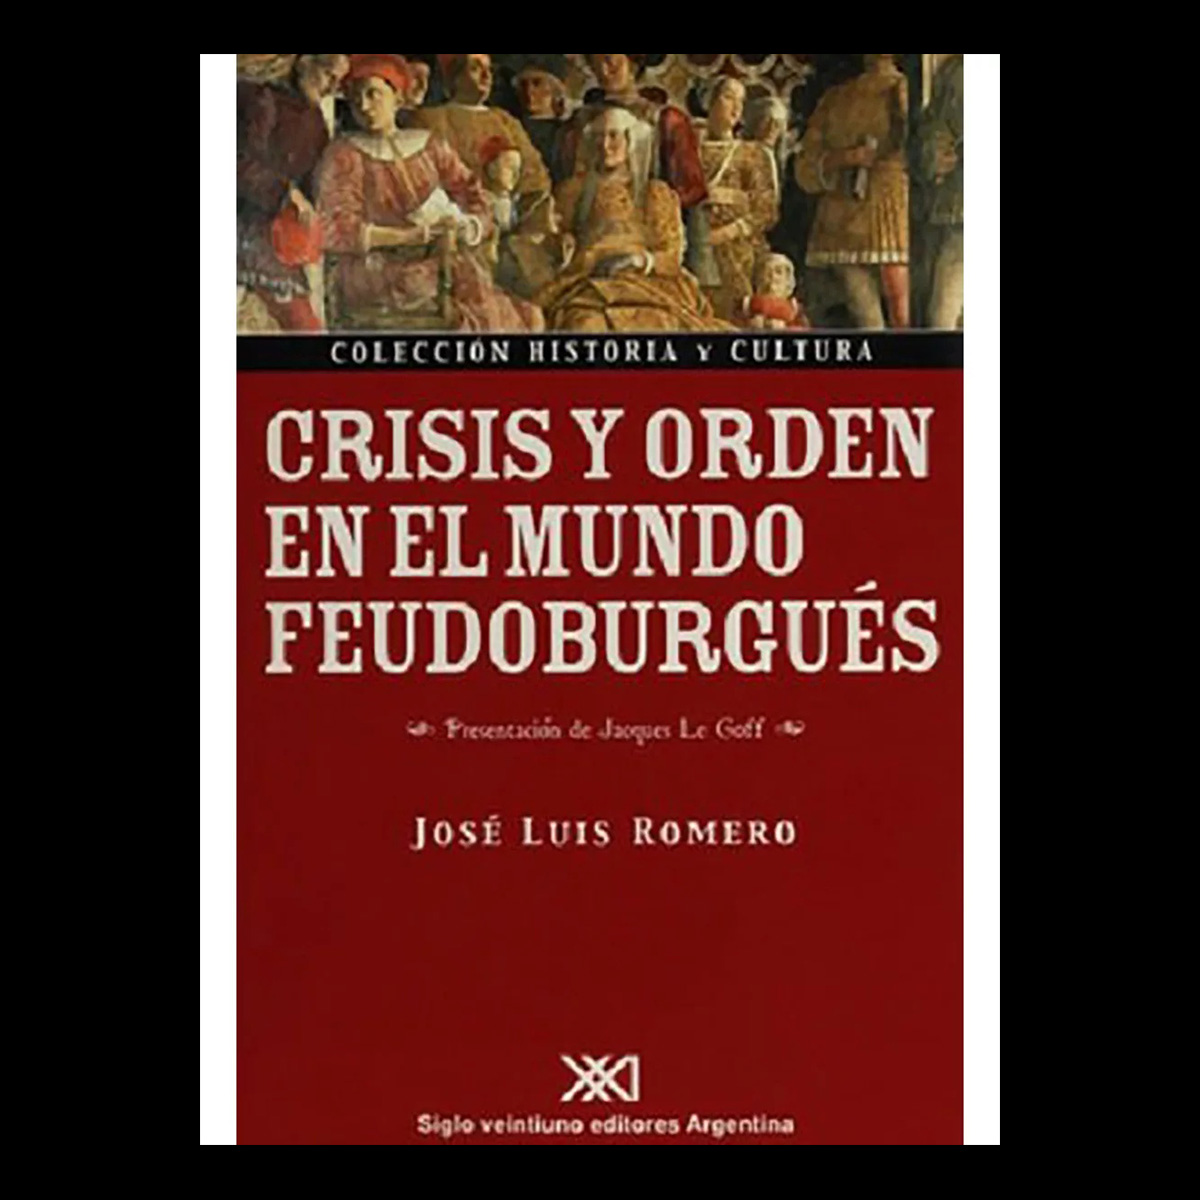 COLECCIÓN HISTORIA Y CULTURA
CRISIS Y ORDEN
EN EL MUNDO
FEUDOBURGUÉS
Presentación de Jacques Le Goff
JOSÉ LUIS ROMERO
XXI
Siglo veintiuno editores Argentina